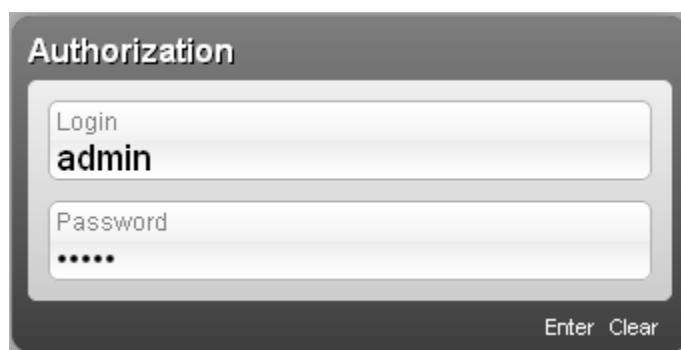 Authorization
Login
admin
Password
•••••
Enter Clear